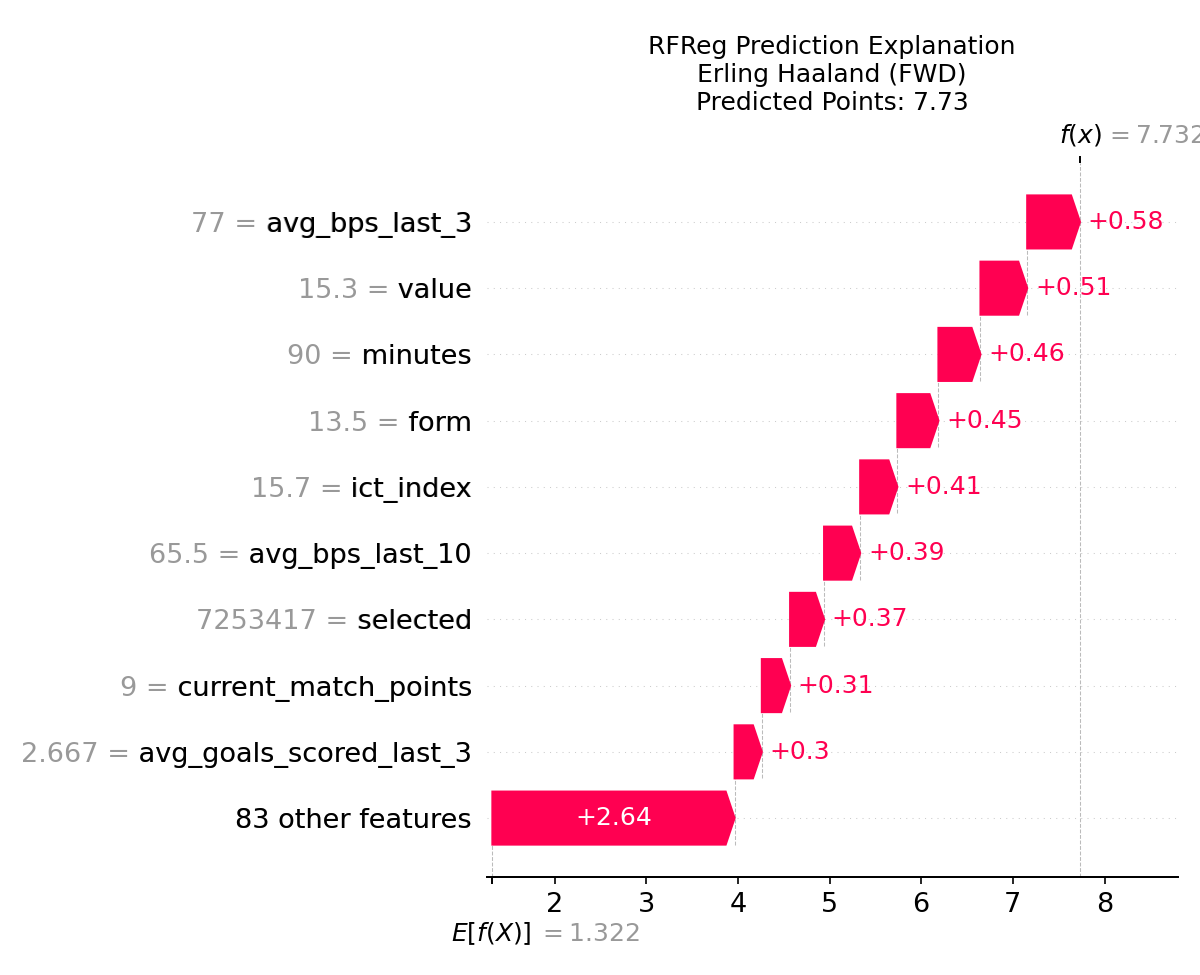 RFReg Prediction Explanation
Erling Haaland (FWD)
Predicted Points: 7.73
f(x) = 7.732
77 = avg_bps_last_3
+0.58
15.3 = value
+0.51
90 = minutes
+0.46
13.5 = form
+0.45
15.7 = ict_index
+0.41
65.5 = avg_bps_last_10
+0.39
7253417 = selected
+0.37
9 = current_match_points
+0.31
2.667 = avg_goals_scored_last_3
+0.3
83 other features
+2.64
2 3 4 5 6 7 8
E[f(X)] = 1.322